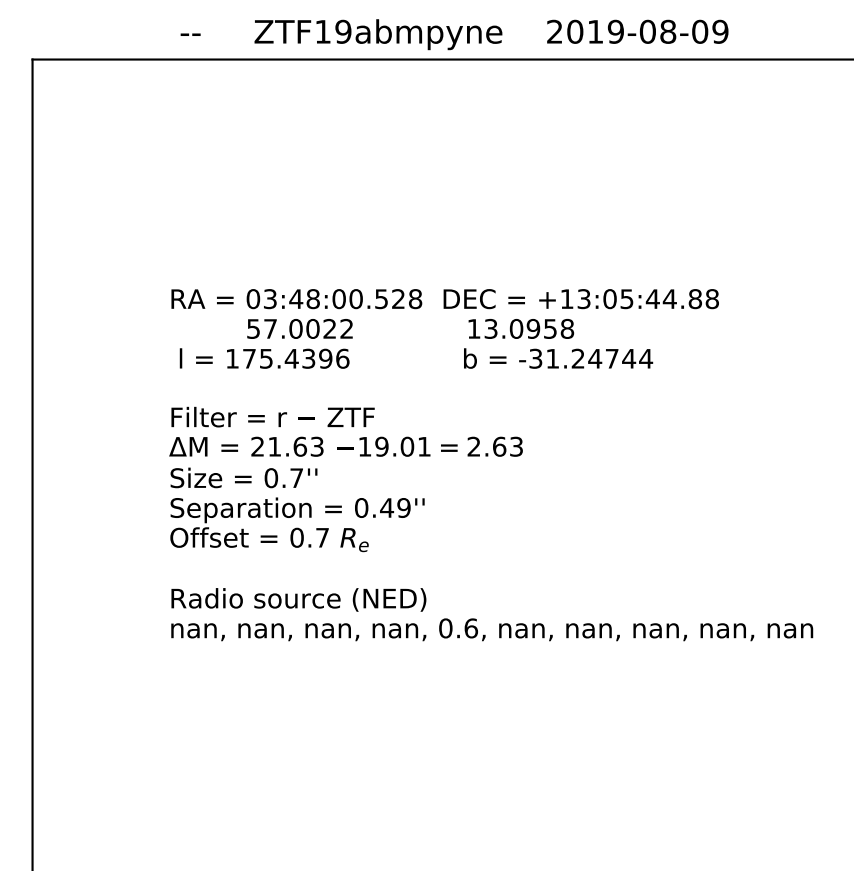 -- ZTF19abmpyne 2019-08-09
RA = 03:48:00.528 DEC = +13:05:44.88
57.0022 13.0958
l = 175.4396 b = -31.24744
Filter = r − ZTF
ΔM = 21.63 −19.01 = 2.63
Size = 0.7''
Separation = 0.49''
Offset = 0.7 Re
Radio source (NED)
nan, nan, nan, nan, 0.6, nan, nan, nan, nan, nan